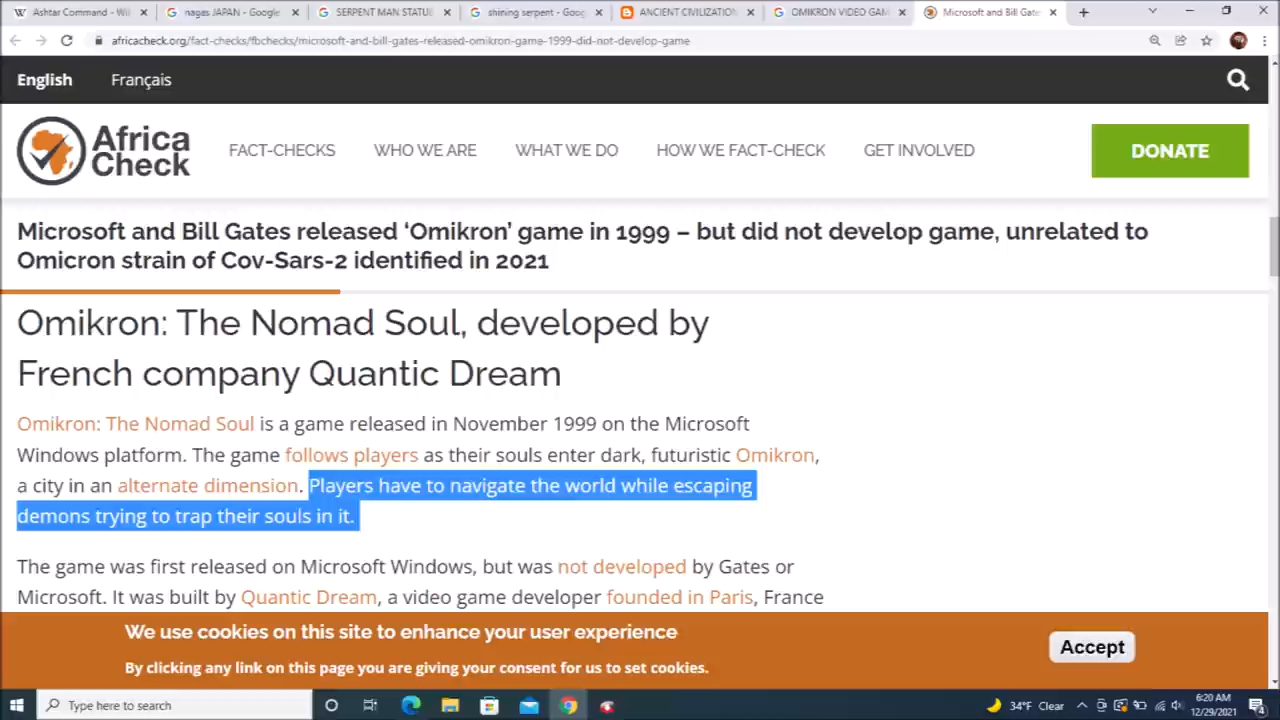 Ashtar Command - Wi
nagas JAPAN - Google
SERPENT MAN STATUE
shining serpent - Goog
ANCIENT CIVILIZATION
OMIKRON VIDEO GAM
Microsoft and Bill Gate
africacheck.org/fact-checks/fbchecks/microsoft-and-bill-gates-released-omikron-game-1999-did-not-develop-game
English Français
Africa
Check
FACT-CHECKS WHO WE ARE WHAT WE DO HOW WE FACT-CHECK GET INVOLVED
DONATE
Microsoft and Bill Gates released ‘Omikron’ game in 1999 – but did not develop game, unrelated to
Omicron strain of Cov-Sars-2 identified in 2021
Omikron: The Nomad Soul, developed by
French company Quantic Dream
Omikron: The Nomad Soul is a game released in November 1999 on the Microsoft
Windows platform. The game follows players as their souls enter dark, futuristic Omikron,
a city in an alternate dimension. Players have to navigate the world while escaping
demons trying to trap their souls in it.
The game was first released on Microsoft Windows, but was not developed by Gates or
Microsoft. It was built by Quantic Dream, a video game developer founded in Paris, France
We use cookies on this site to enhance your user experience
By clicking any link on this page you are giving your consent for us to set cookies.
Accept
Type here to search
34°F Clear
6:20 AM
12/29/2021
4